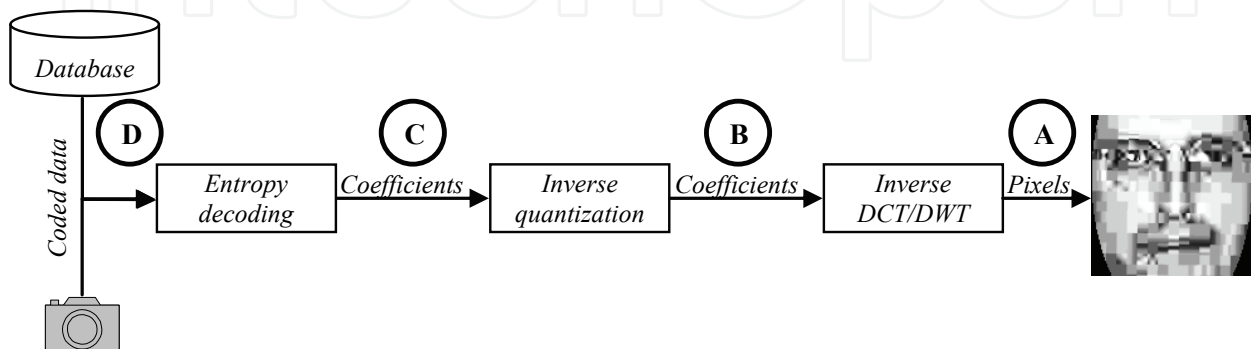 Database
D
C
B
A
Coded data
Entropy
decoding
Coefficients
Inverse
quantization
Coefficients
Inverse
DCT/DWT
Pixels